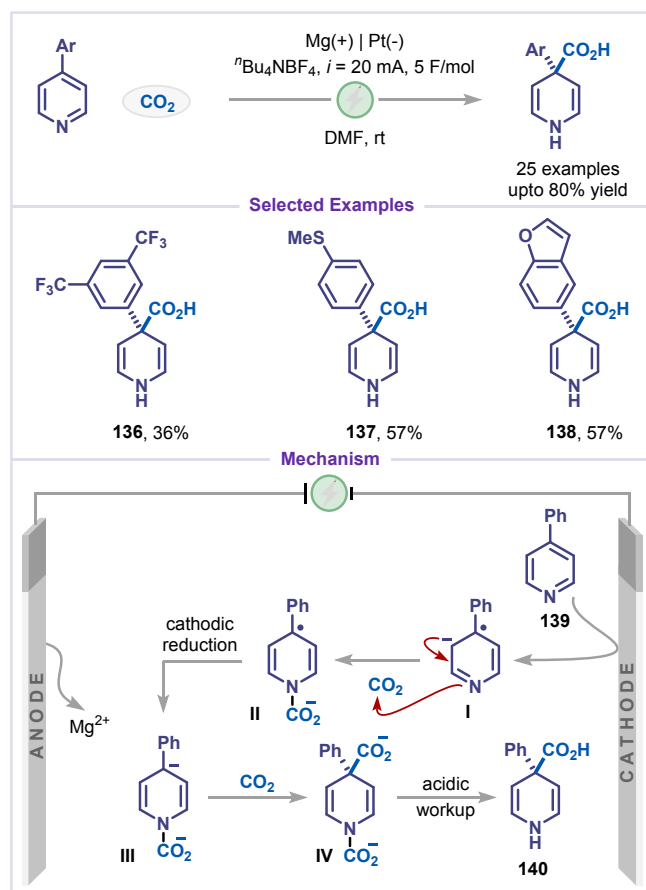 Ar
N
CO2
Mg(+) | Pt(-)
nBu4NBF4, i = 20 mA, 5 F/mol
DMF, rt
Ar
CO2H
N
H
25 examples
upto 80% yield
Selected Examples
CF3
F3C
CO2H
N
H
136, 36%
MeS
CO2H
N
H
137, 57%
O
CO2H
N
H
138, 57%
Mechanism
ANODE
Mg2+
CATHODE
Ph
N
139
Ph
•
−
N
I
CO2
Ph
•
N
CO2−
II
cathodic
reduction
Ph
−
N
CO2−
III
CO2
Ph
CO2−
N
CO2−
IV
acidic
workup
Ph
CO2H
N
H
140